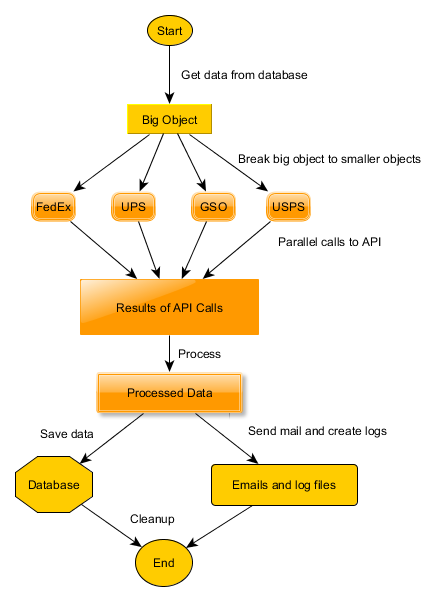 Start
Get data from database
Big Object
Break big object to smaller objects
FedEx
UPS
GSO
USPS
Parallel calls to API
Results of API Calls
Process
Processed Data
Save data
Send mail and create logs
Database
Emails and log files
Cleanup
End